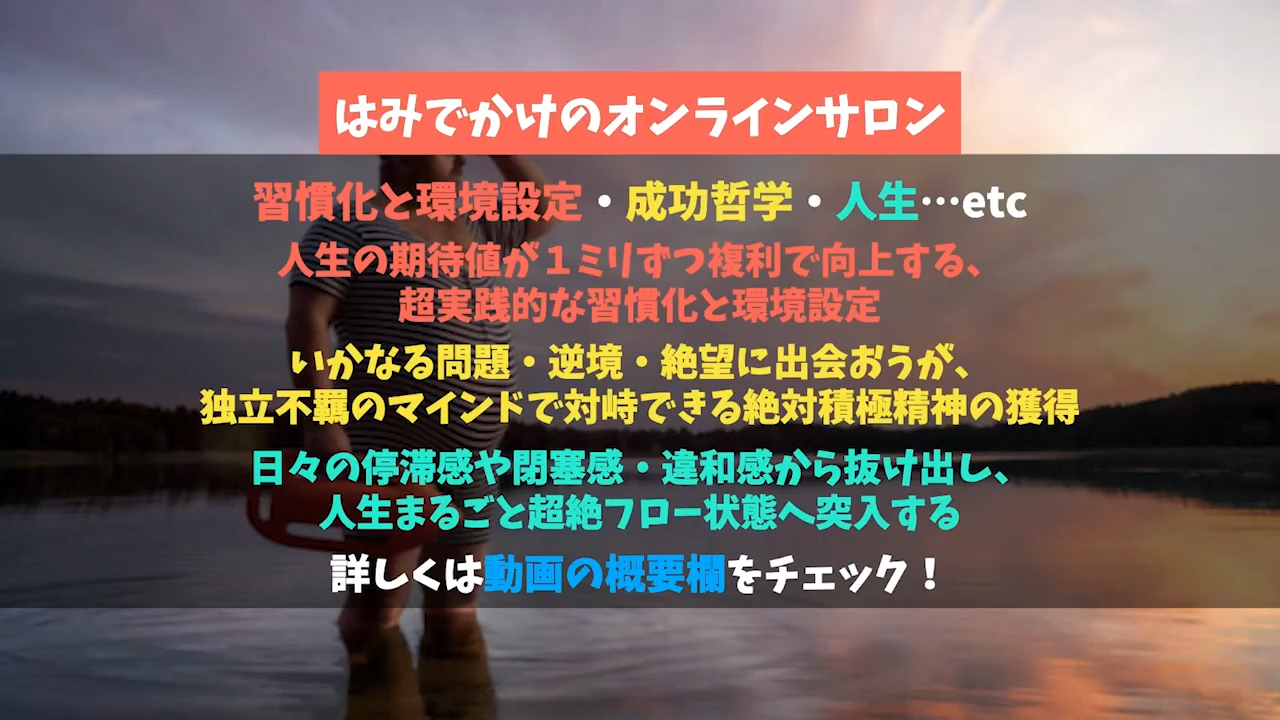 はみでかけのオンラインサロン
習慣化と環境設定・成功哲学・人生…etc
人生の期待値が１ミリずつ複利で向上する、
超実践的な習慣化と環境設定
いかなる問題・逆境・絶望に出会おうが、
独立不羈のマインドで対峙できる絶対積極精神の獲得
日々の停滞感や閉塞感・違和感から抜け出し、
人生まるごと超絶フロー状態へ突入する
詳しくは動画の概要欄をチェック！